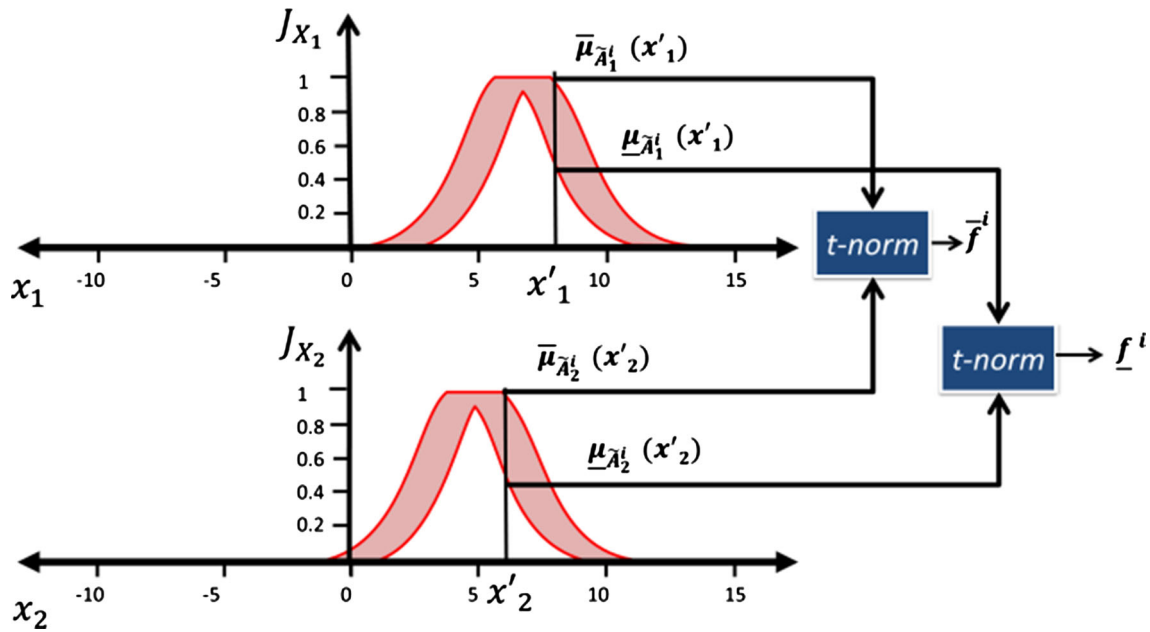 J_{X_1}
μ̅_{Ã_1^i} (x'_1)
1
0.8
μ̲_{Ã_1^i} (x'_1)
0.6
0.4
0.2
t-norm
f̅^i
x_1
-10
-5
0
5
x'_1
10
15
J_{X_2}
μ̅_{Ã_2^i} (x'_2)
t-norm
f̲^i
1
0.8
μ̲_{Ã_2^i} (x'_2)
0.6
0.4
0.2
x_2
-10
-5
0
5
x'_2
10
15